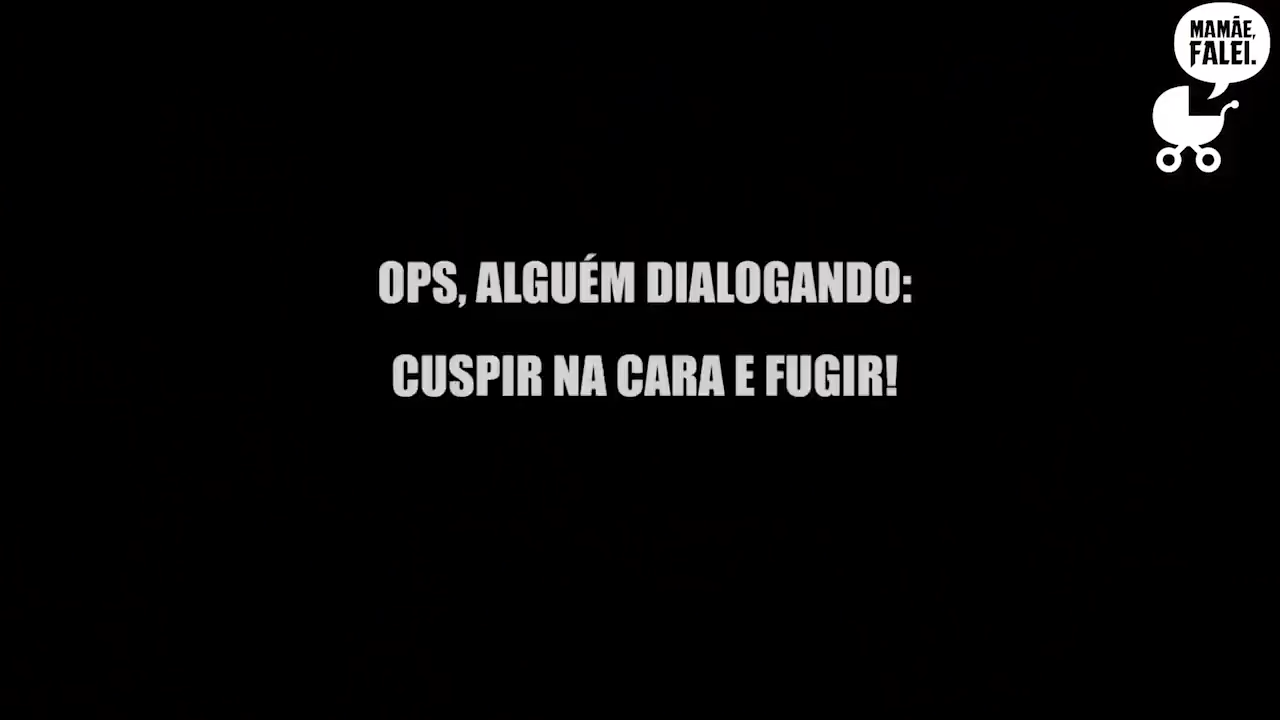 MAMÃE,
FALEI.
OPS, ALGUÉM DIALOGANDO:
CUSPIR NA CARA E FUGIR!